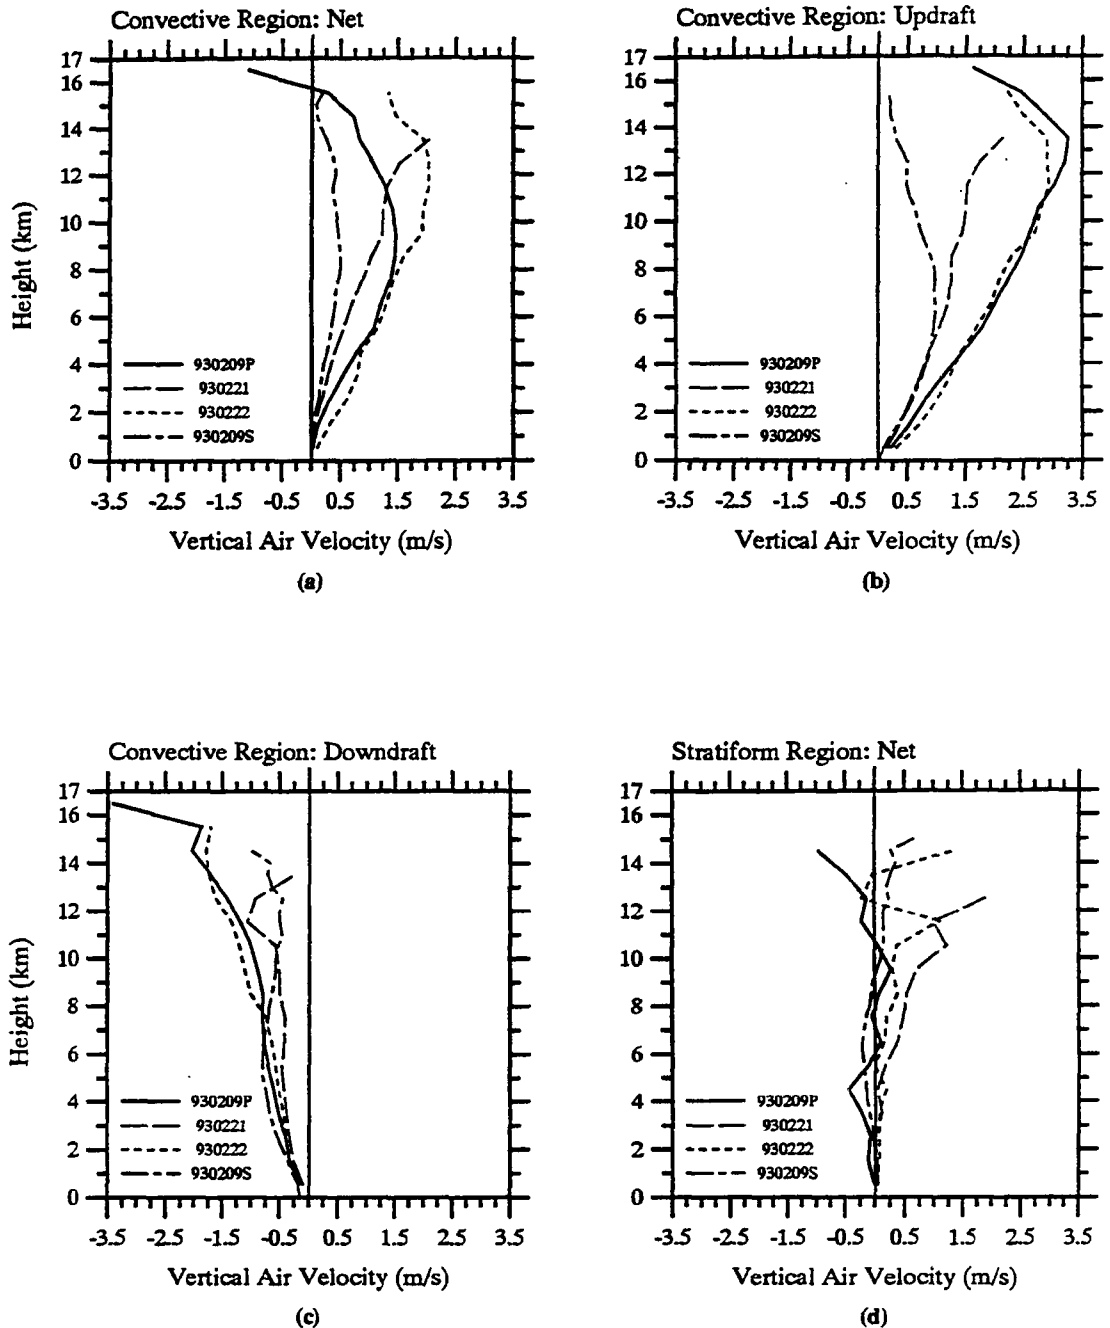 Convective Region: Net
17
16
14
12
10
8
6
4
2
0
Height (km)
930209P
930221
930222
930209S
-3.5 -2.5 -1.5 -0.5 0.5 1.5 2.5 3.5
Vertical Air Velocity (m/s)
(a)
Convective Region: Updraft
17
16
14
12
10
8
6
4
2
0
930209P
930221
930222
930209S
-3.5 -2.5 -1.5 -0.5 0.5 1.5 2.5 3.5
Vertical Air Velocity (m/s)
(b)
Convective Region: Downdraft
17
16
14
12
10
8
6
4
2
0
Height (km)
930209P
930221
930222
930209S
-3.5 -2.5 -1.5 -0.5 0.5 1.5 2.5 3.5
Vertical Air Velocity (m/s)
(c)
Stratiform Region: Net
17
16
14
12
10
8
6
4
2
0
930209P
930221
930222
930209S
-3.5 -2.5 -1.5 -0.5 0.5 1.5 2.5 3.5
Vertical Air Velocity (m/s)
(d)